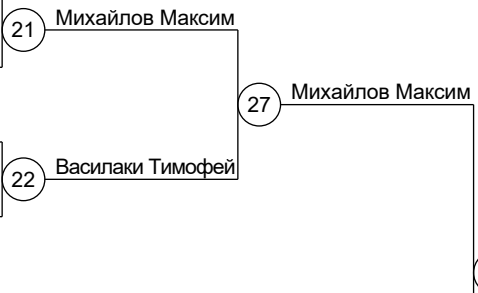 21 Михайлов Максим
27 Михайлов Максим
22 Василаки Тимофей